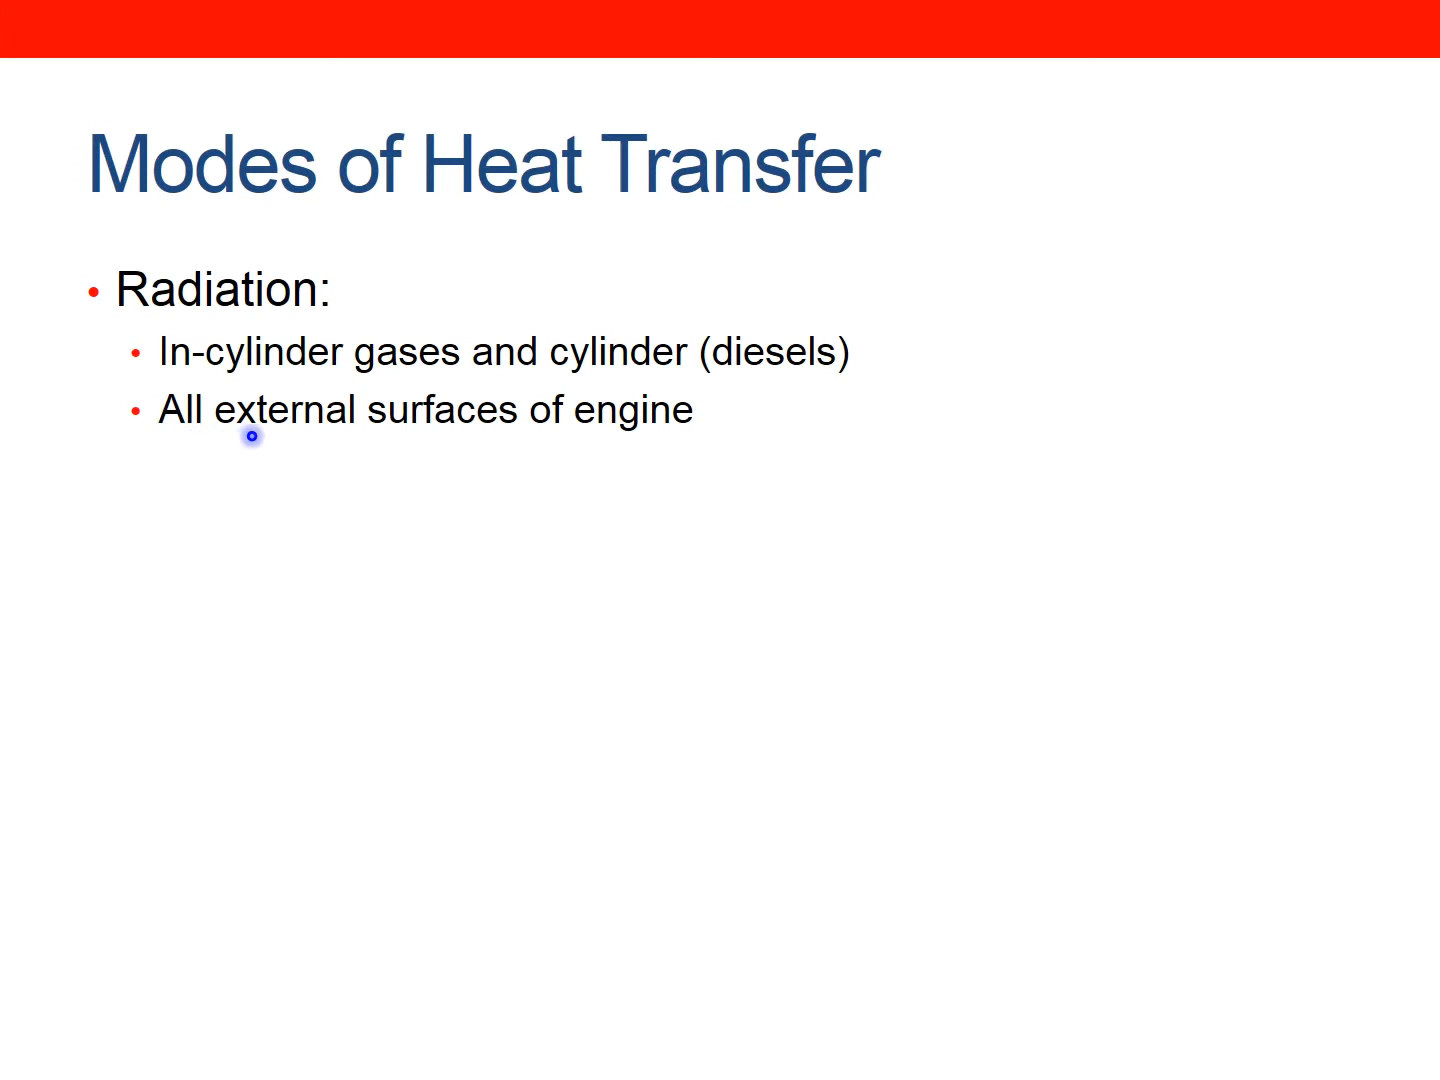 Modes of Heat Transfer
• Radiation:
• In-cylinder gases and cylinder (diesels)
• All external surfaces of engine